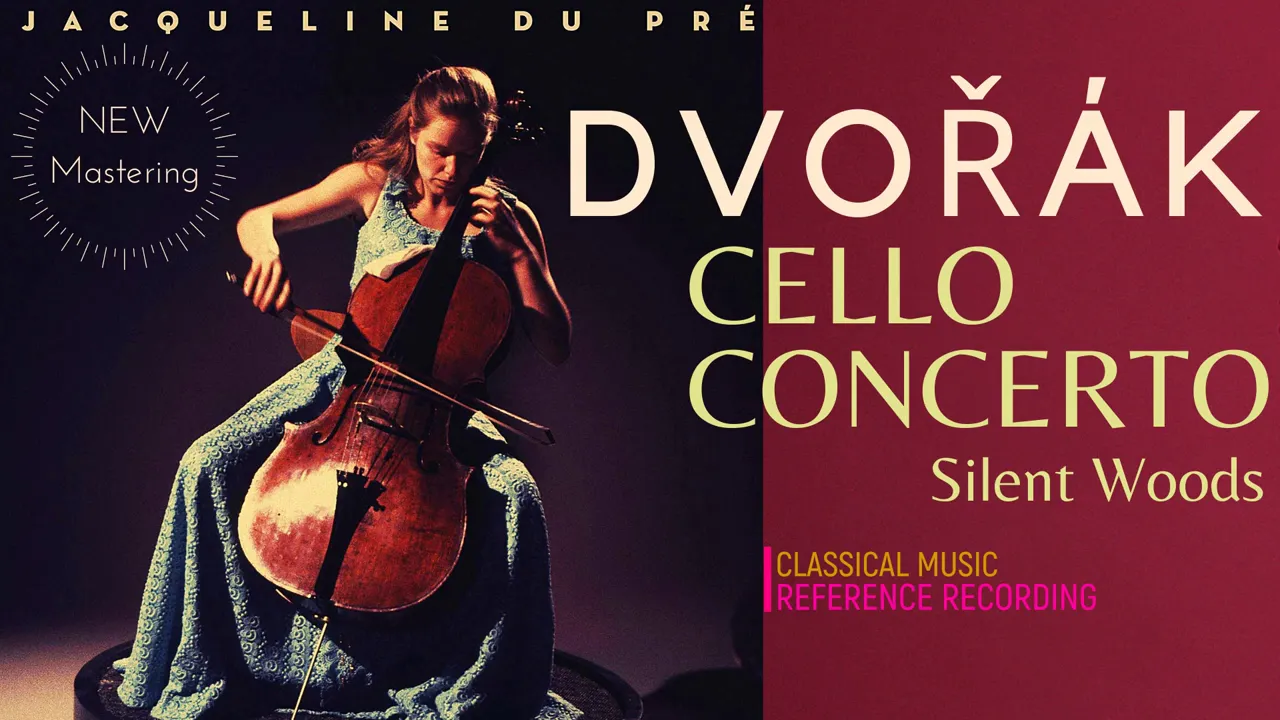 JACQUELINE DU PRÉ
NEW
Mastering
DVOŘÁK
CELLO
CONCERTO
Silent Woods
CLASSICAL MUSIC
REFERENCE RECORDING